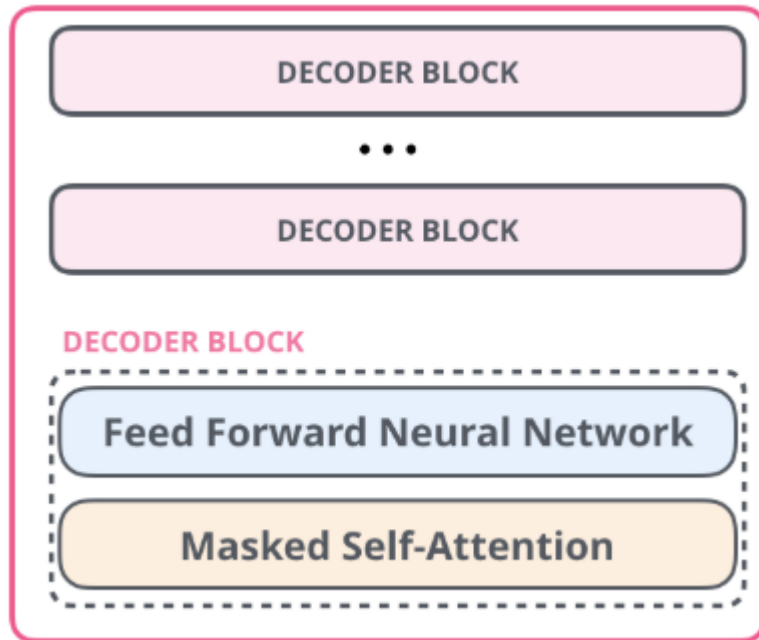 DECODER BLOCK
...
DECODER BLOCK
DECODER BLOCK
Feed Forward Neural Network
Masked Self-Attention